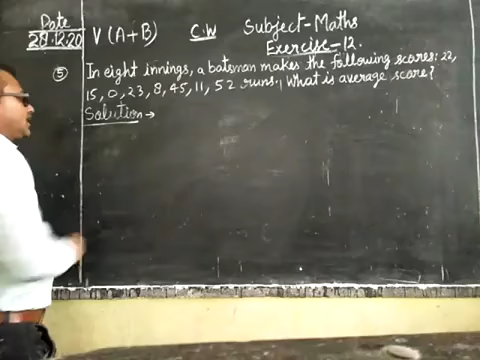 Date
28.12.20
V (A+B) C.W Subject-Maths
Exercise-12.
⑤ In eight innings, a batsman makes the following scores: 22,
15, 0, 23, 8, 45, 11, 52 runs. What is average score?
Solution →